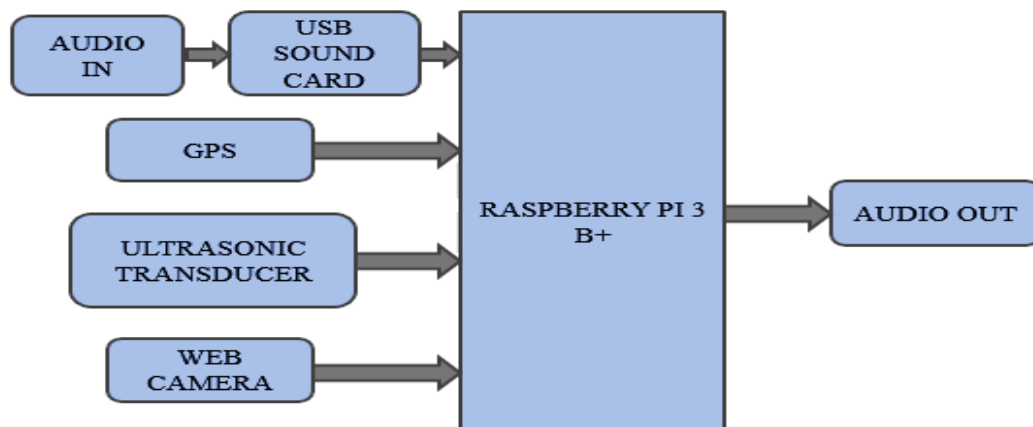 AUDIO
IN
USB
SOUND
CARD
GPS
ULTRASONIC
TRANSDUCER
WEB
CAMERA
RASPBERRY PI 3
B+
AUDIO OUT